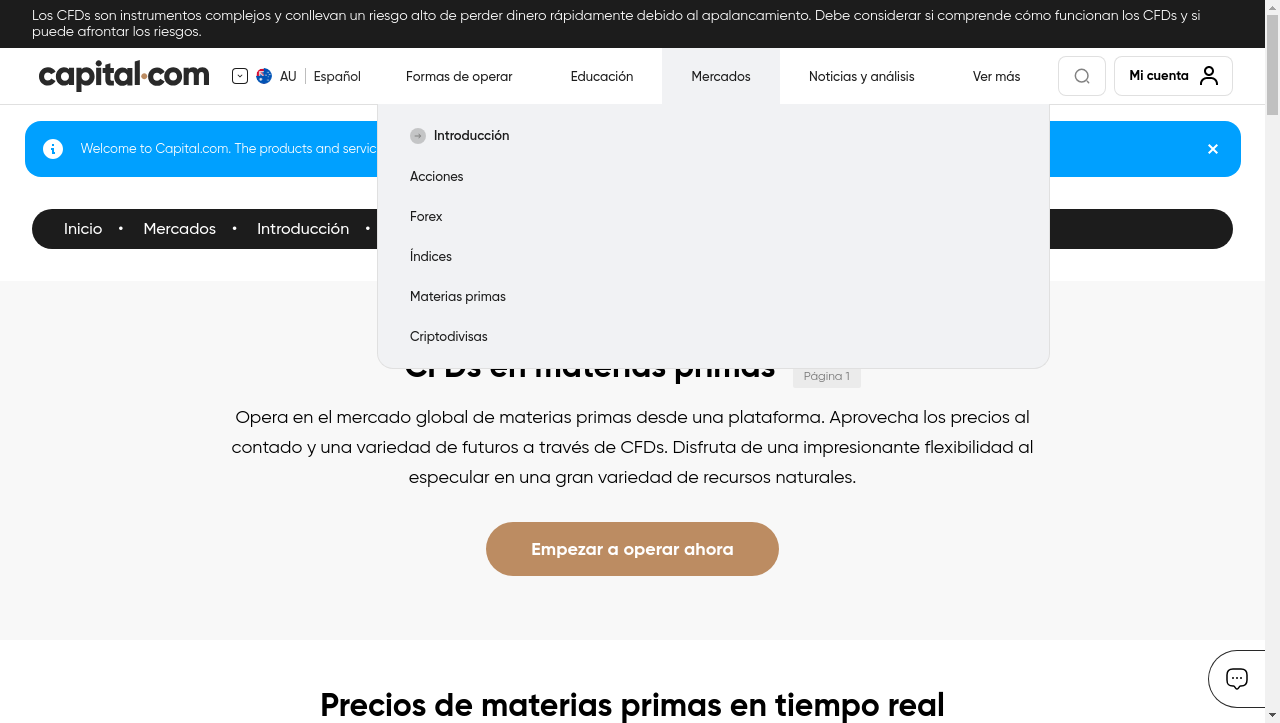 Los CFDs son instrumentos complejos y conllevan un riesgo alto de perder dinero rápidamente debido al apalancamiento. Debe considerar si comprende cómo funcionan los CFDs y si
puede afrontar los riesgos.
capital.com
AU Español
Formas de operar
Educación
Mercados
Noticias y análisis
Ver más
Mi cuenta
Welcome to Capital.com. The products and servic
Introducción
Acciones
Forex
Índices
Materias primas
Criptodivisas
Inicio • Mercados • Introducción •
CFDs en materias primas
Página 1
Opera en el mercado global de materias primas desde una plataforma. Aprovecha los precios al
contado y una variedad de futuros a través de CFDs. Disfruta de una impresionante flexibilidad al
especular en una gran variedad de recursos naturales.
Empezar a operar ahora
Precios de materias primas en tiempo real